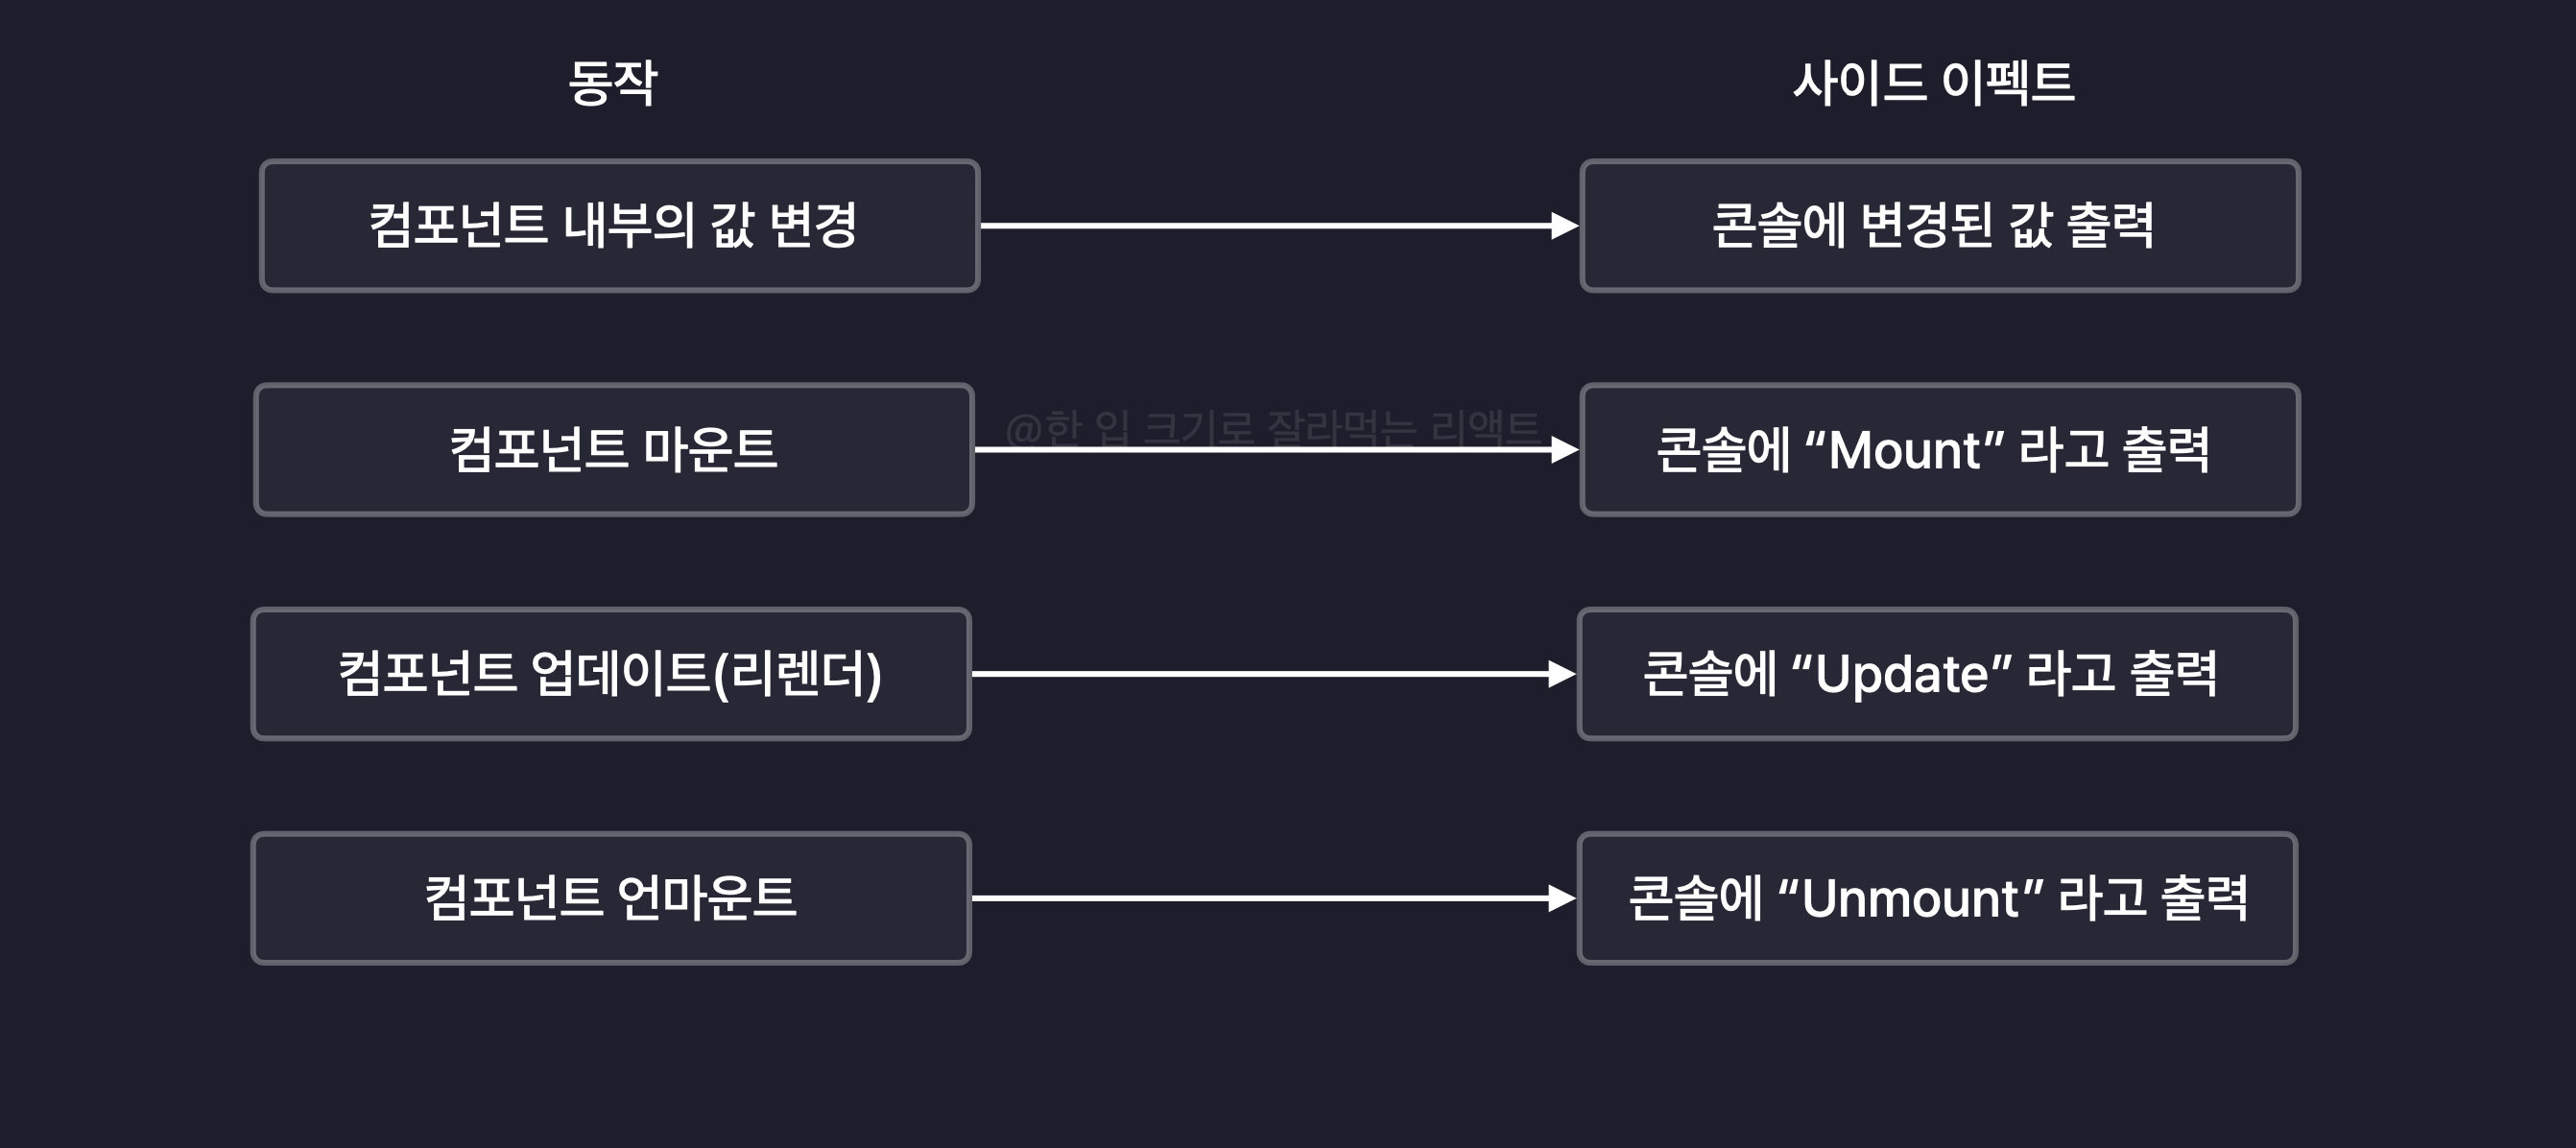 동작
사이드 이펙트
컴포넌트 내부의 값 변경
콘솔에 변경된 값 출력
@한 입 크기로 잘라먹는 리액트
컴포넌트 마운트
콘솔에 “Mount” 라고 출력
컴포넌트 업데이트(리렌더)
콘솔에 “Update” 라고 출력
컴포넌트 언마운트
콘솔에 “Unmount” 라고 출력